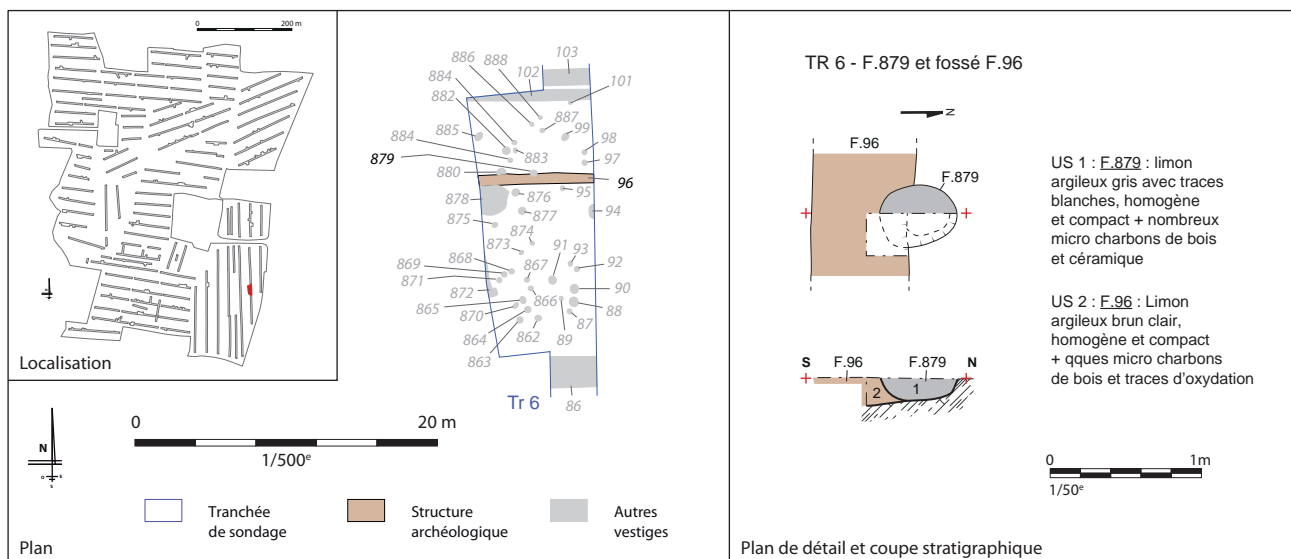 0 200 m
Localisation
103
102
886 888
884
101
882
887
99
885
98
884
883
97
879
880
96
95
878
876
94
877
875
874
873
91
93
868
867
92
869
871
90
872
866
865
88
870
87
864
89
862
863
Tr 6
86
N
0 20 m
1/500e
Tranchée
de sondage
Structure
archéologique
Autres
vestiges
Plan
TR 6 - F.879 et fossé F.96
N
F.96
F.879
US 1 : F.879 : limon
argileux gris avec traces
blanches, homogène
et compact + nombreux
micro charbons de bois
et céramique
US 2 : F.96 : Limon
argileux brun clair,
homogène et compact
+ qques micro charbons
de bois et traces d'oxydation
S F.96 F.879 N
2 1
0 1m
1/50e
Plan de détail et coupe stratigraphique